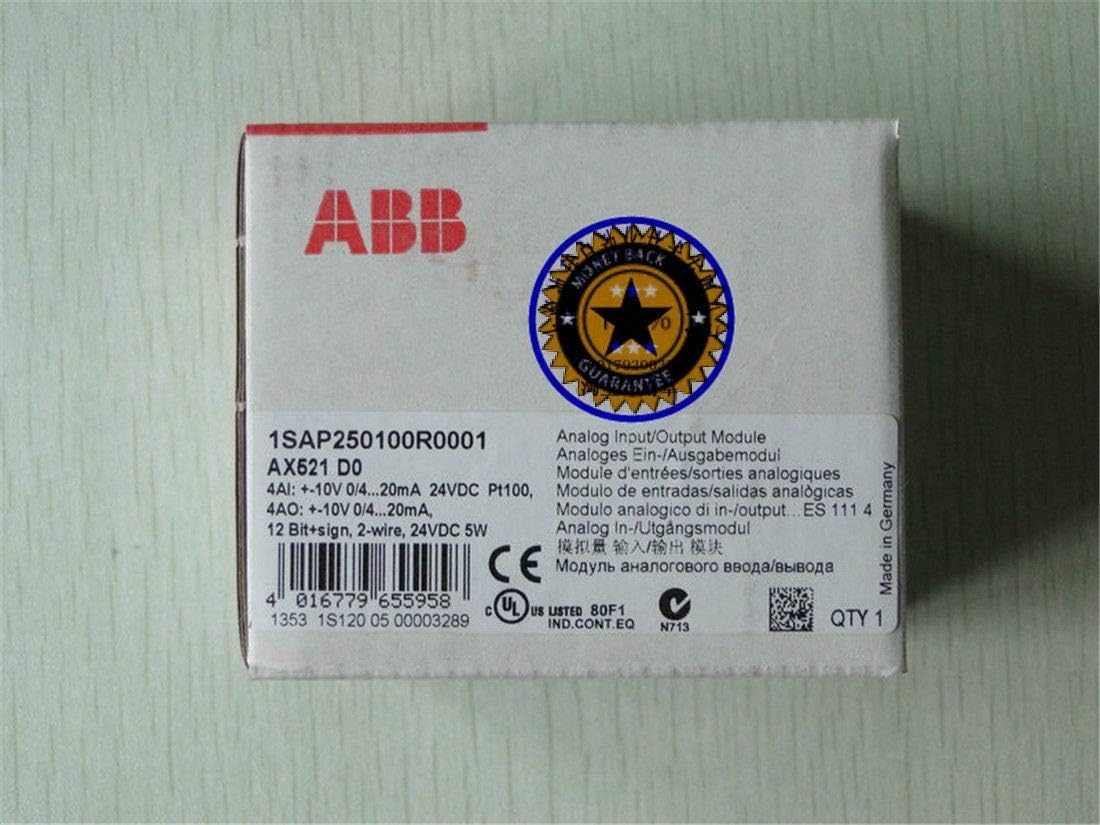 ABB
MONEY BACK
GUARANTEE
1SAP250100R0001
AX521 D0
4AI: +-10V 0/4...20mA 24VDC Pt100,
4AO: +-10V 0/4...20mA,
12 Bit+sign, 2-wire, 24VDC 5W
4 016779 655958
1353 1S120 05 00003289
Analog Input/Output Module
Analoges Ein-/Ausgabemodul
Module d'entrées/sorties analogiques
Modulo de entradas/salidas analògicas
Modulo analogico di in-/output...ES 111 4
Analog In-/Utgångsmodul
模拟量 输入/输出 模块
Модуль аналогового ввода/вывода
CE
c UL US LISTED 80F1
IND.CONT.EQ
N713
QTY 1
Made in Germany